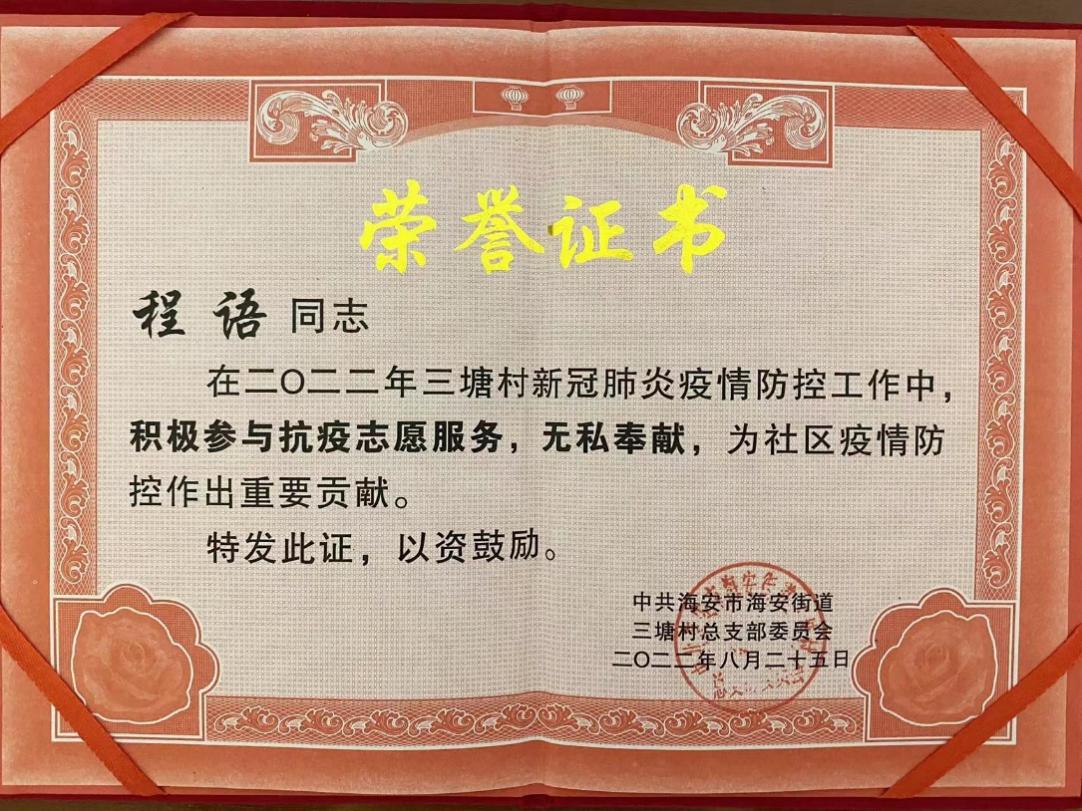 荣誉证书
程语同志
在二〇二二年三塘村新冠肺炎疫情防控工作中，
积极参与抗疫志愿服务，无私奉献，为社区疫情防
控作出重要贡献。
特发此证，以资鼓励。
中共海安市海安街道
三塘村总支部委员会
二〇二二年八月二十五日